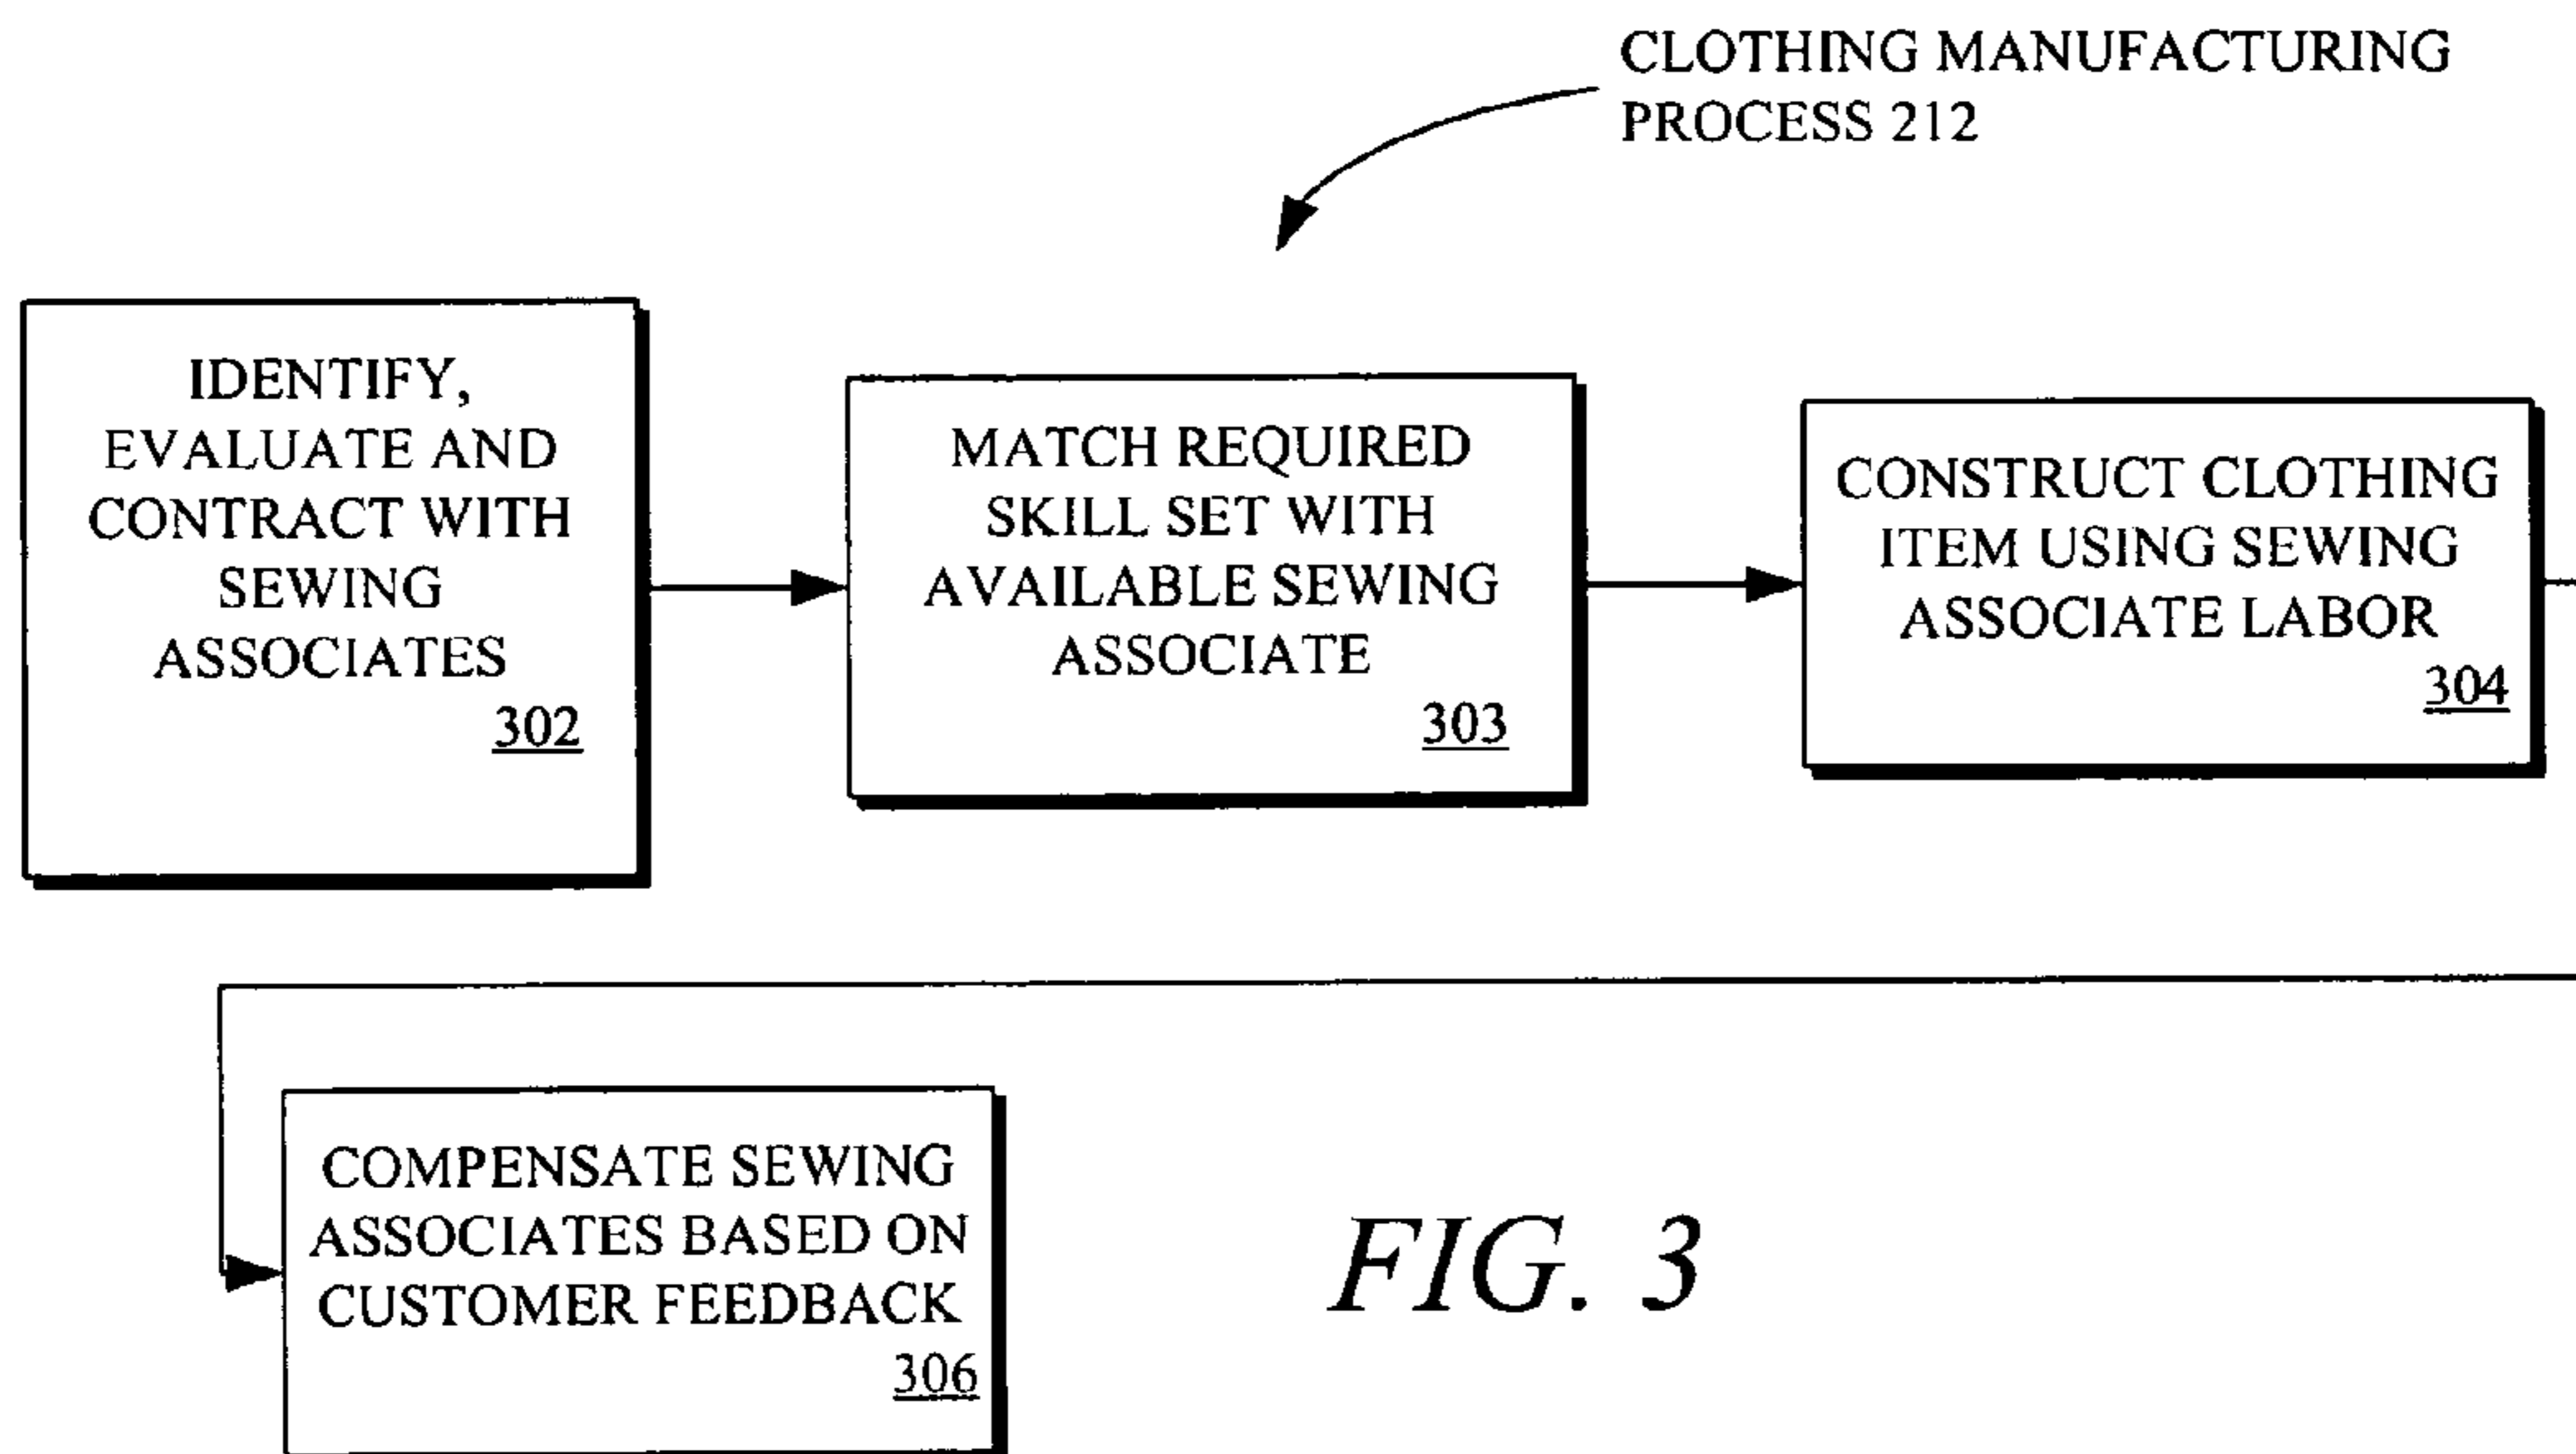 CLOTHING MANUFACTURING
PROCESS 212
IDENTIFY,
EVALUATE AND
CONTRACT WITH
SEWING
ASSOCIATES
302
MATCH REQUIRED
SKILL SET WITH
AVAILABLE SEWING
ASSOCIATE
303
CONSTRUCT CLOTHING
ITEM USING SEWING
ASSOCIATE LABOR
304
COMPENSATE SEWING
ASSOCIATES BASED ON
CUSTOMER FEEDBACK
306
FIG. 3